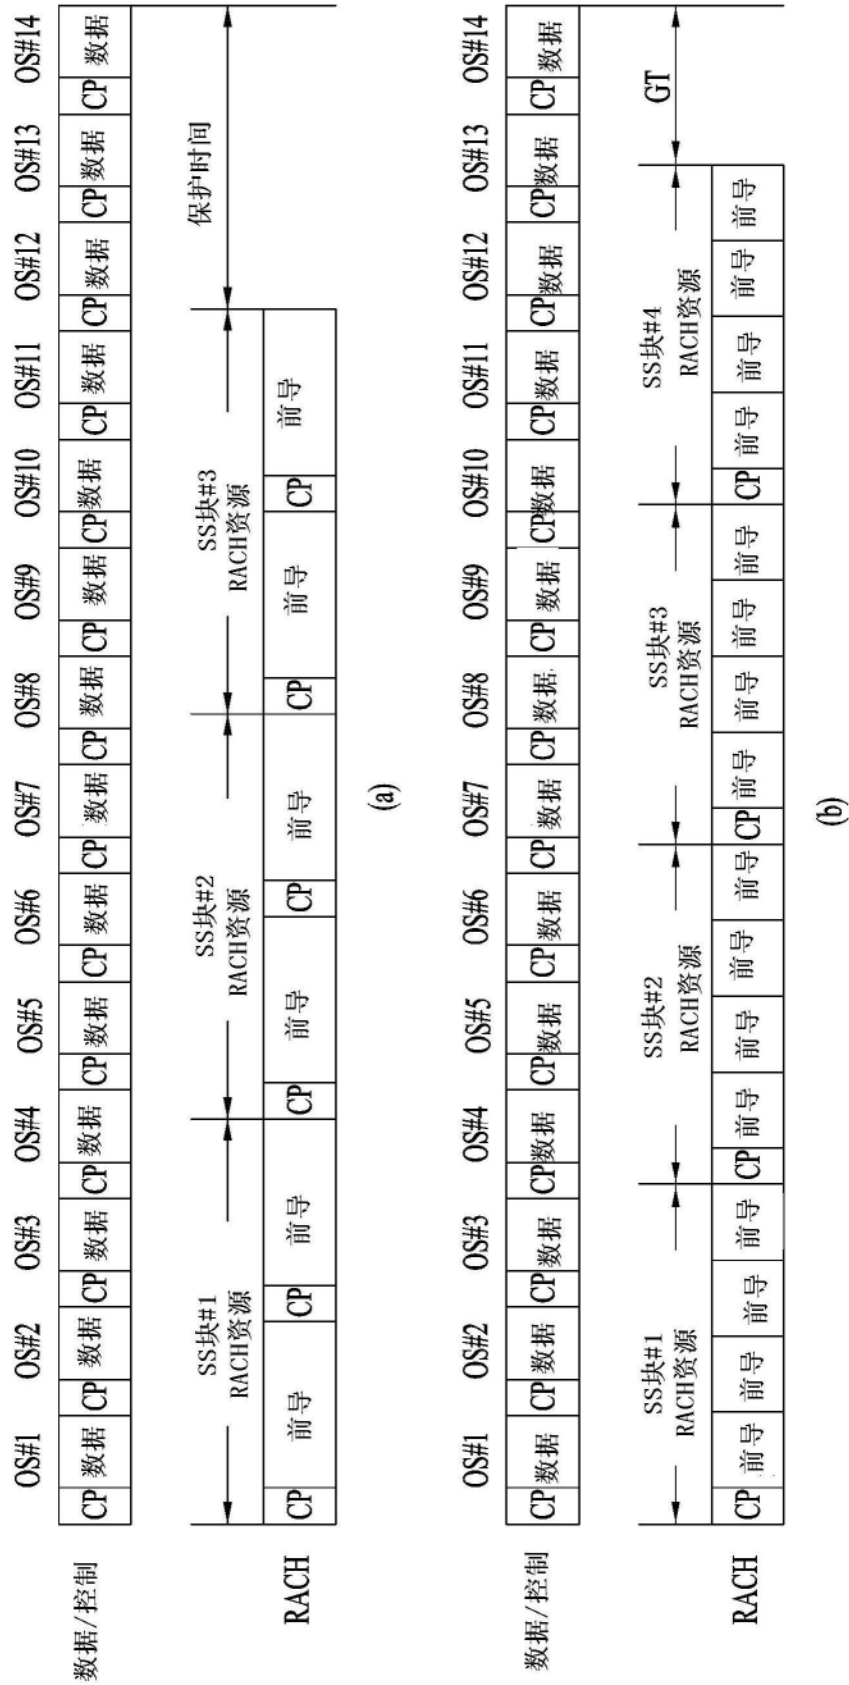 OS#1 OS#2 OS#3 OS#4 OS#5 OS#6 OS#7 OS#8 OS#9 OS#10 OS#11 OS#12 OS#13 OS#14
数据/控制 CP 数据 CP 数据 CP 数据 CP 数据 CP 数据 CP 数据 CP 数据 CP 数据 CP 数据 CP 数据 CP 数据 CP 数据 CP 数据 CP 数据
SS块#1 SS块#2 SS块#3 保护时间
RACH资源 RACH资源 RACH资源
RACH CP 前导 CP 前导 CP 前导 CP 前导 CP 前导 CP 前导
(a)
OS#1 OS#2 OS#3 OS#4 OS#5 OS#6 OS#7 OS#8 OS#9 OS#10 OS#11 OS#12 OS#13 OS#14
数据/控制 CP 数据 CP 数据 CP 数据 CP 数据 CP 数据 CP 数据 CP 数据 CP 数据 CP 数据 CP 数据 CP 数据 CP 数据 CP 数据 CP 数据
SS块#1 SS块#2 SS块#3 SS块#4 GT
RACH资源 RACH资源 RACH资源 RACH资源
RACH CP 前导 前导 前导 前导 CP 前导 前导 前导 前导 CP 前导 前导 前导 前导 CP 前导 前导 前导 前导
(b)